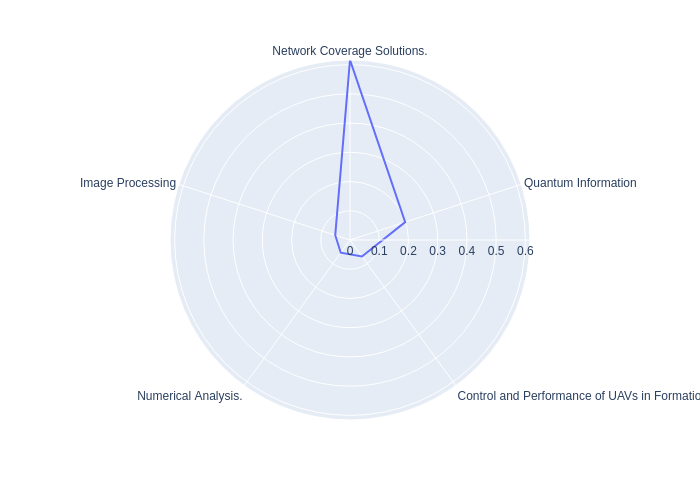 Network Coverage Solutions.
Image Processing
Quantum Information
0 0.1 0.2 0.3 0.4 0.5 0.6
Numerical Analysis.
Control and Performance of UAVs in